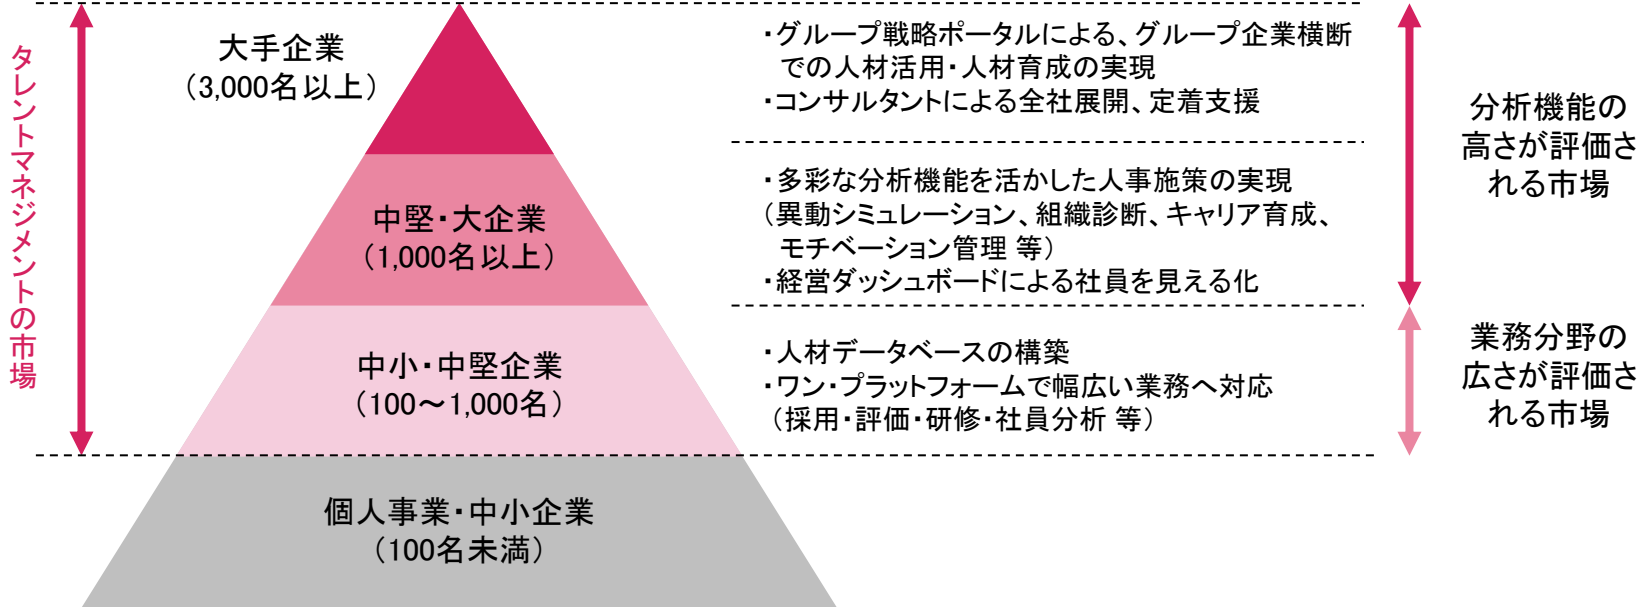 タレントマネジメントの市場
大手企業
（3,000名以上）
・グループ戦略ポータルによる、グループ企業横断
での人材活用・人材育成の実現
・コンサルタントによる全社展開、定着支援
分析機能の
高さが評価さ
れる市場
中堅・大企業
（1,000名以上）
・多彩な分析機能を活かした人事施策の実現
（異動シミュレーション、組織診断、キャリア育成、
モチベーション管理 等）
・経営ダッシュボードによる社員を見える化
中小・中堅企業
（100～1,000名）
・人材データベースの構築
・ワン・プラットフォームで幅広い業務へ対応
（採用・評価・研修・社員分析 等）
業務分野の
広さが評価さ
れる市場
個人事業・中小企業
（100名未満）